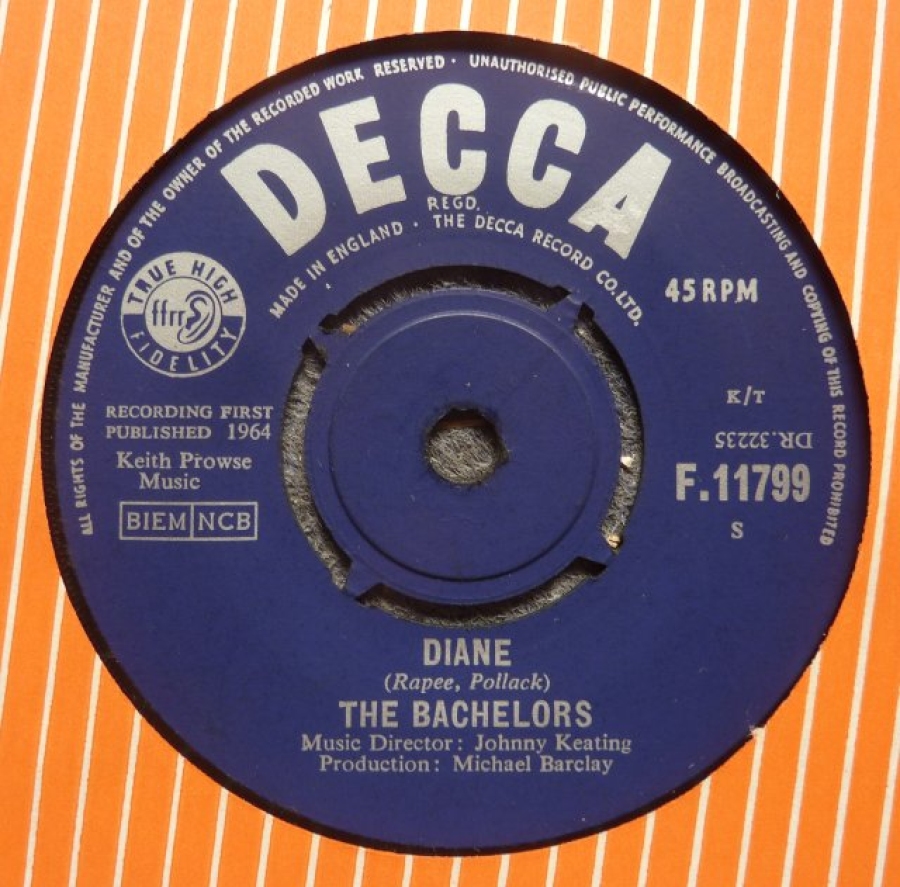 ALL RIGHTS OF THE MANUFACTURER AND OF THE OWNER OF THE RECORDED WORK RESERVED · UNAUTHORISED PUBLIC PERFORMANCE BROADCASTING AND COPYING OF THIS RECORD PROHIBITED
DECCA
REGD.
MADE IN ENGLAND · THE DECCA RECORD CO. LTD.
TRUE HIGH
ffrr
FIDELITY
45 RPM
RECORDING FIRST
PUBLISHED 1964
Keith Prowse
Music
BIEM NCB
K/T
DR.32235
F.11799
S
DIANE
(Rapee, Pollack)
THE BACHELORS
Music Director: Johnny Keating
Production: Michael Barclay